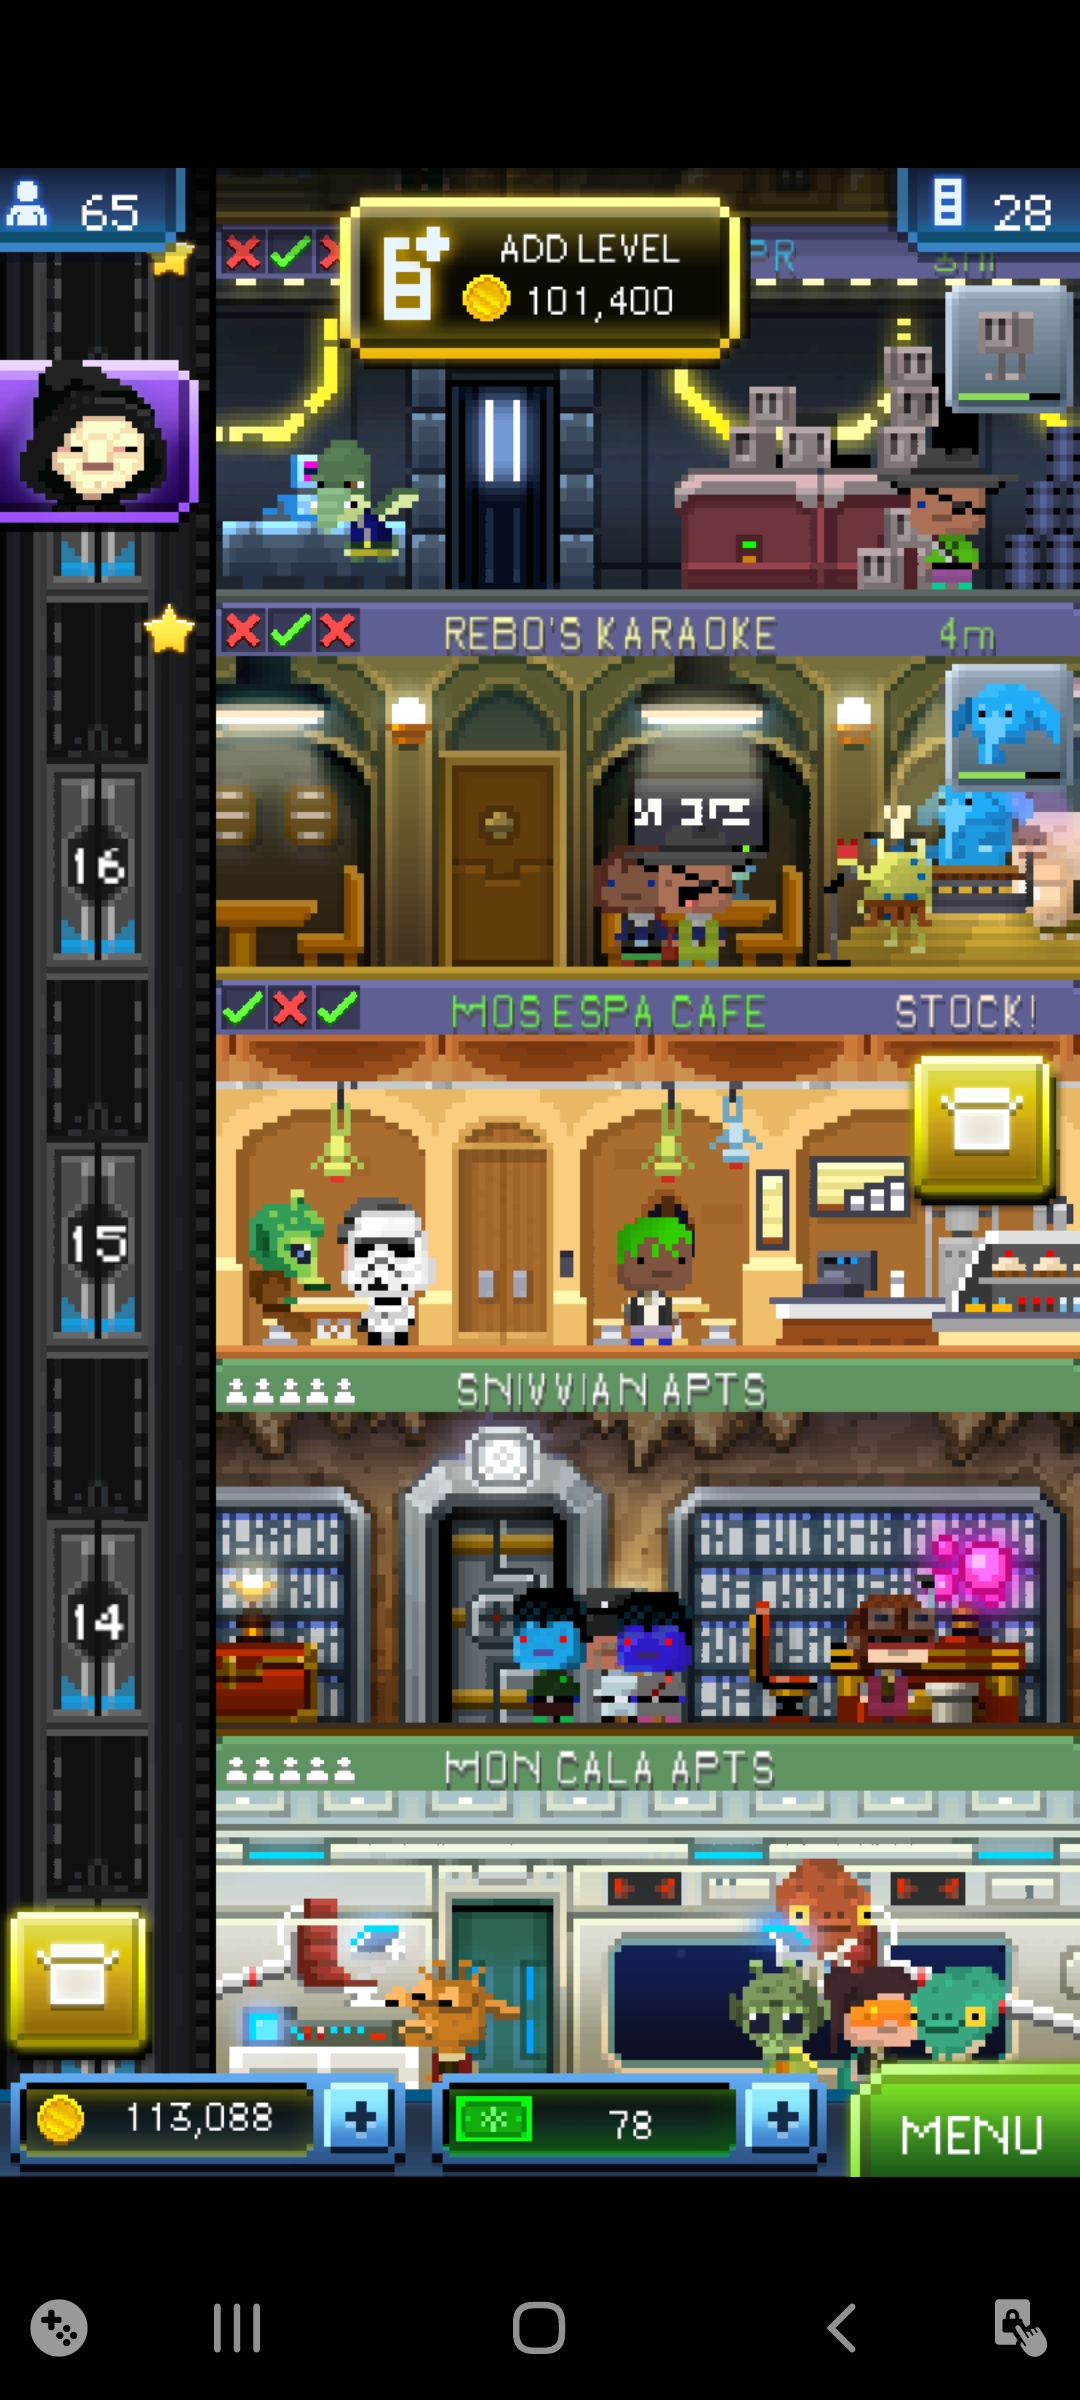 65
ADD LEVEL
101,400
28
PR
REBO'S KARAOKE
4m
16
MOS ESPA CAFE
STOCK!
15
SNIVVIAN APTS
14
MON CALA APTS
113,088
+
78
+
MENU